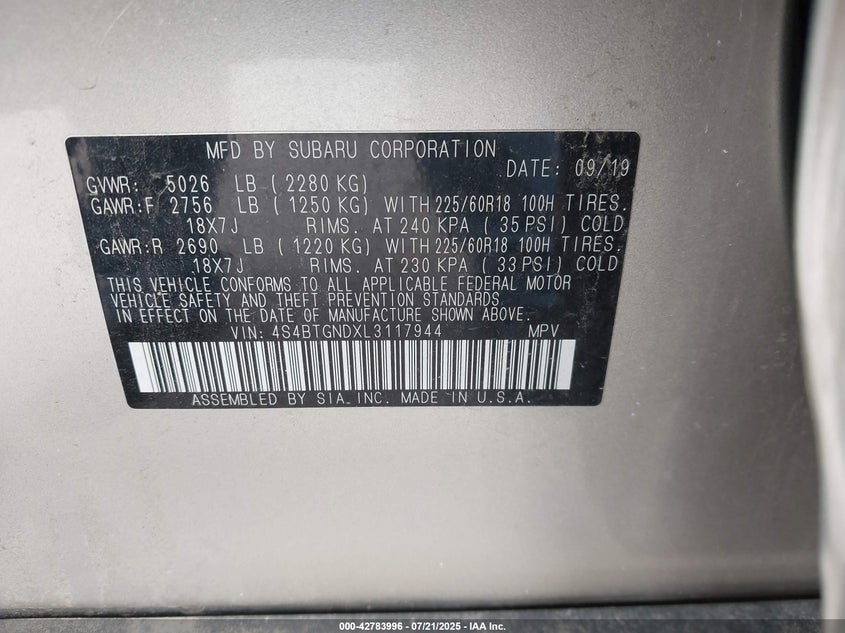 MFD BY SUBARU CORPORATION
DATE: 09/19
GVWR: 5026 LB ( 2280 KG)
GAWR:F 2756 LB ( 1250 KG) WITH 225/60R18 100H TIRES.
18X7J RIMS. AT 240 KPA ( 35 PSI) COLD
GAWR:R 2690 LB ( 1220 KG) WITH 225/60R18 100H TIRES.
18X7J RIMS. AT 230 KPA ( 33 PSI) COLD
THIS VEHICLE CONFORMS TO ALL APPLICABLE FEDERAL MOTOR
VEHICLE SAFETY AND THEFT PREVENTION STANDARDS
IN EFFECT ON THE DATE OF MANUFACTURE SHOWN ABOVE.
VIN: 4S4BTGNDXL3117944 MPV
ASSEMBLED BY SIA INC. MADE IN U.S.A.
000-42783996 - 07/21/2025 - IAA Inc.